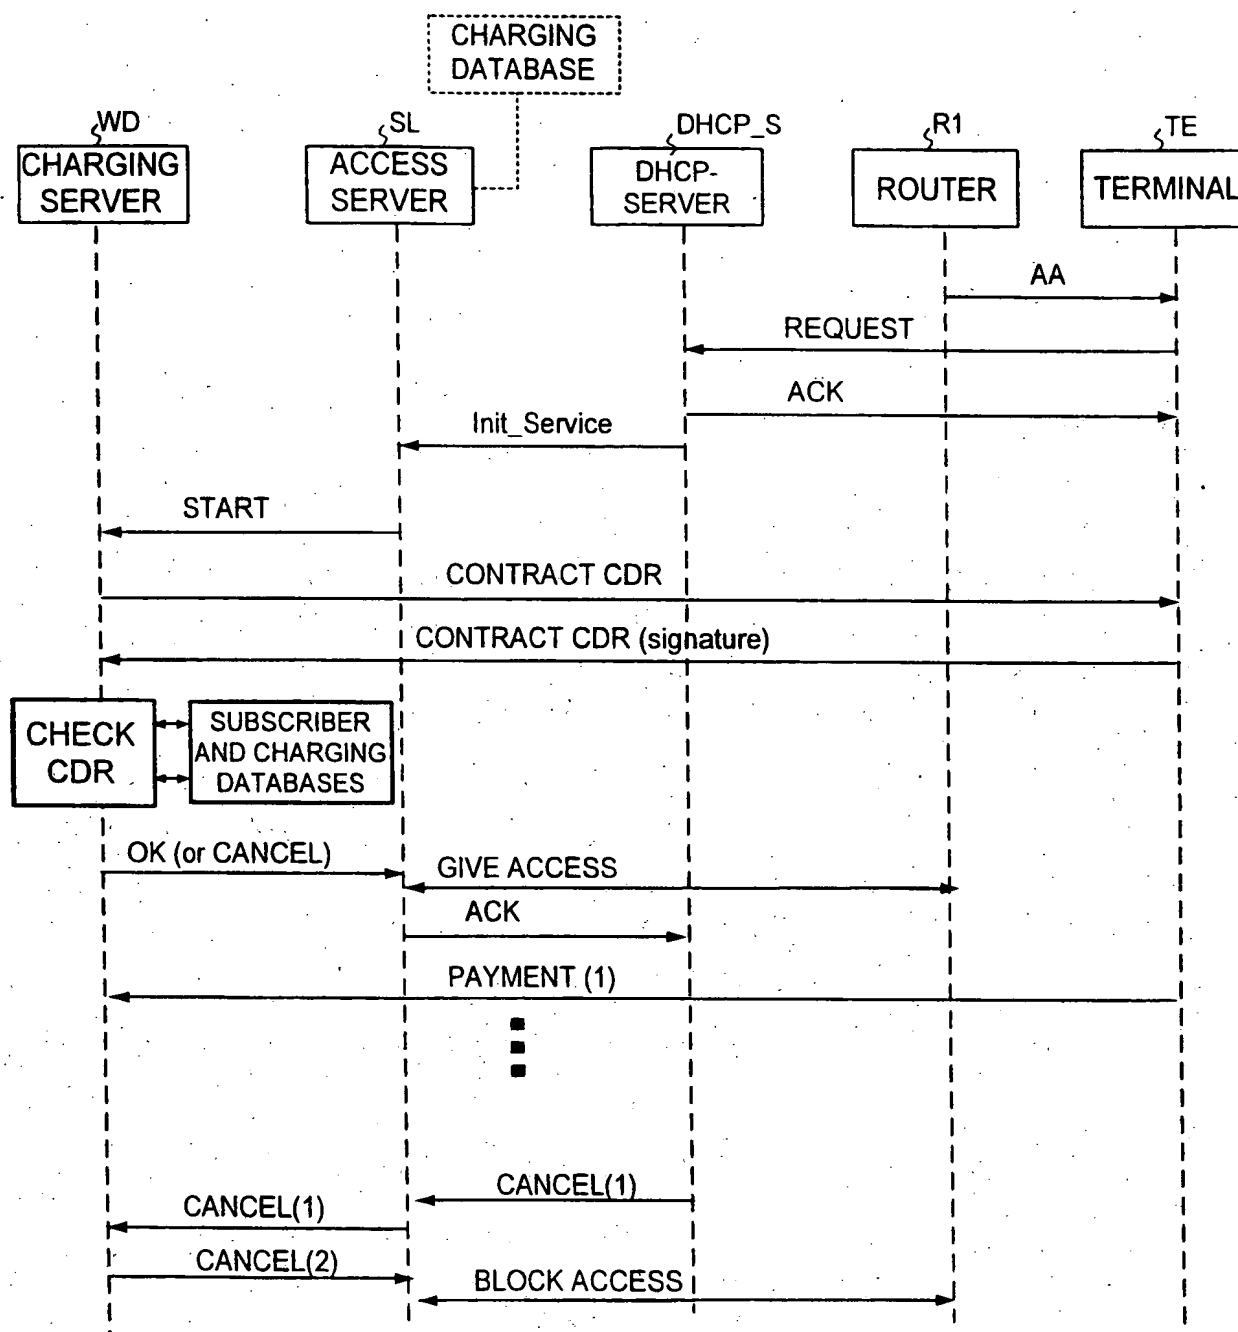 CHARGING
DATABASE
WD
SL
DHCP_S
R1
TE
CHARGING
SERVER
ACCESS
SERVER
DHCP-
SERVER
ROUTER
TERMINAL
AA
REQUEST
ACK
Init_Service
START
CONTRACT CDR
CONTRACT CDR (signature)
CHECK
CDR
SUBSCRIBER
AND CHARGING
DATABASES
OK (or CANCEL)
GIVE ACCESS
ACK
PAYMENT (1)
CANCEL(1)
CANCEL(1)
CANCEL(2)
BLOCK ACCESS